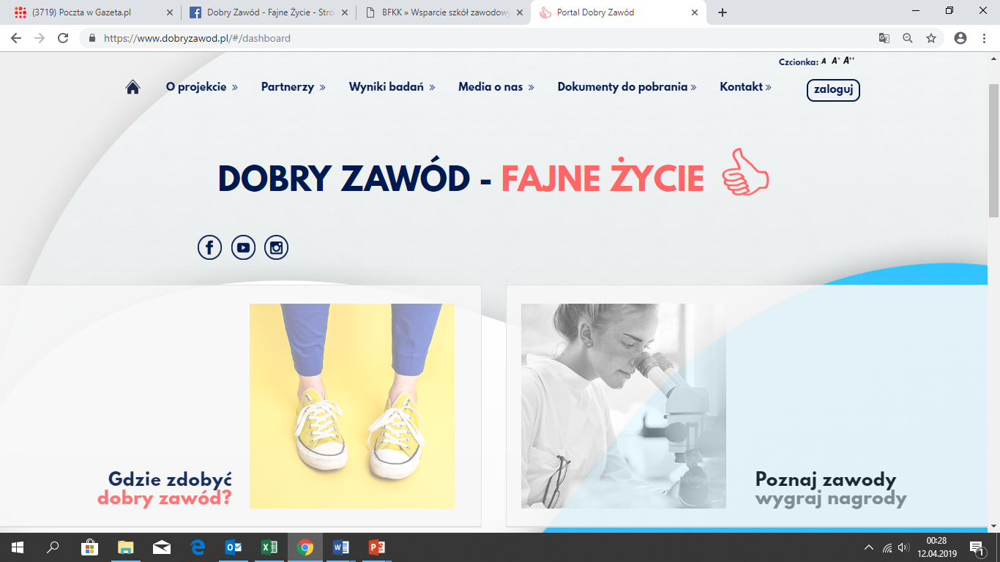 (3719) Poczta w Gazeta.pl
Dobry Zawód - Fajne Życie - Stro
BFKK » Wsparcie szkół zawodowy
Portal Dobry Zawód
https://www.dobryzawod.pl/#/dashboard
Czcionka: A A+ A++
O projekcie »
Partnerzy »
Wyniki badań »
Media o nas »
Dokumenty do pobrania »
Kontakt »
zaloguj
DOBRY ZAWÓD - FAJNE ŻYCIE
Gdzie zdobyć
dobry zawód?
Poznaj zawody
wygraj nagrody
00:28
12.04.2019
1